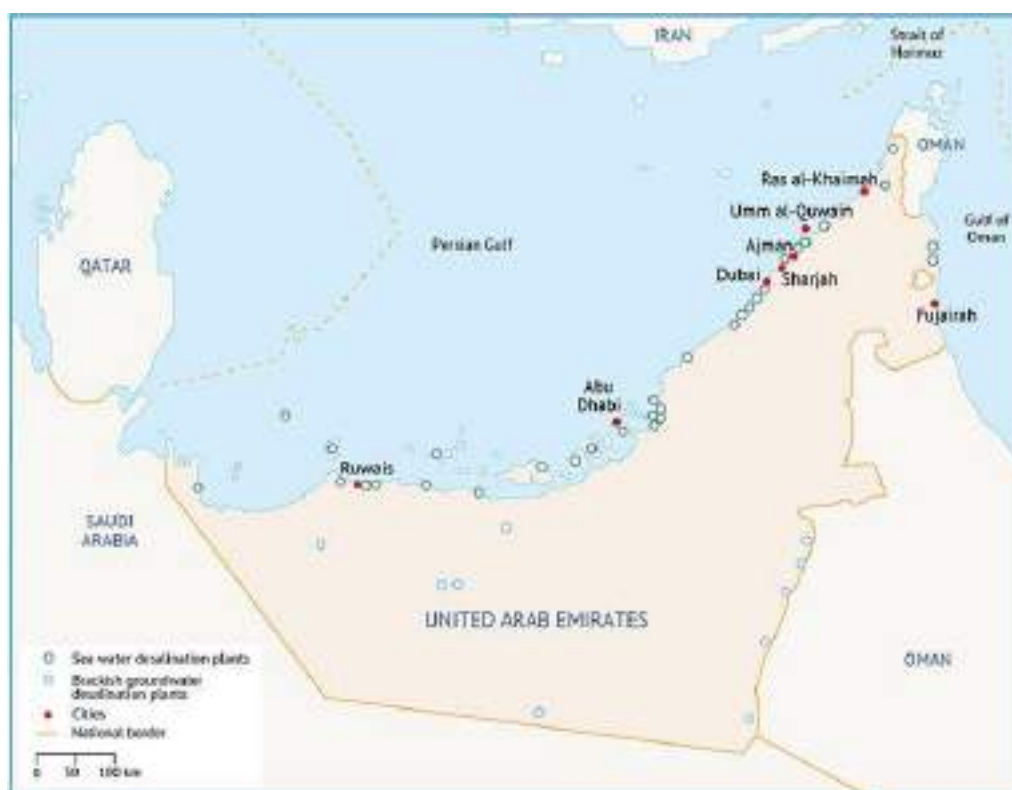 IRAN
Strait of
Hormuz
OMAN
Ras al-Khaimah
Umm al-Quwain
Gulf of
Oman
Persian Gulf
Ajman
QATAR
Dubai
Sharjah
Fujairah
Abu
Dhabi
Ruwais
SAUDI
ARABIA
UNITED ARAB EMIRATES
OMAN
Sea water desalination plants
Brackish groundwater
desalination plants
Cities
National border
0 50 100 km